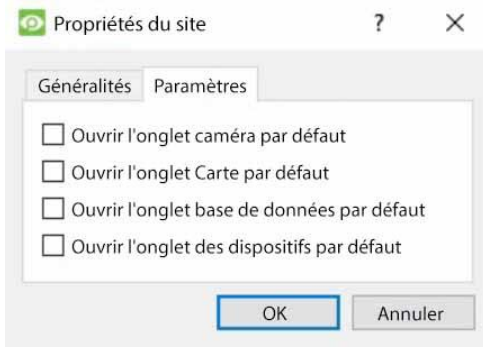 Propriétés du site ? ×
Généralités Paramètres
Ouvrir l'onglet caméra par défaut
Ouvrir l'onglet Carte par défaut
Ouvrir l'onglet base de données par défaut
Ouvrir l'onglet des dispositifs par défaut
OK Annuler